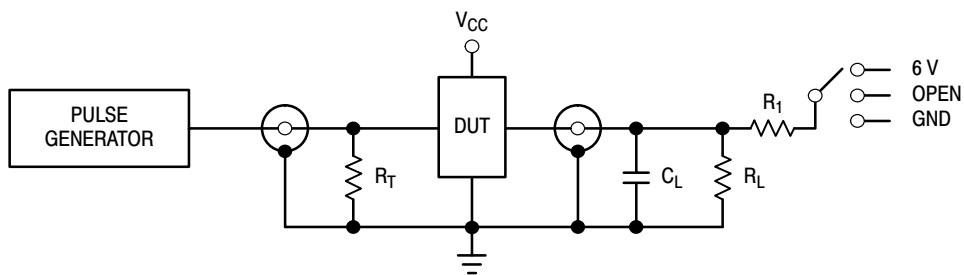 V_CC
PULSE
GENERATOR
DUT
R_T
C_L
R_L
R_1
6 V
OPEN
GND